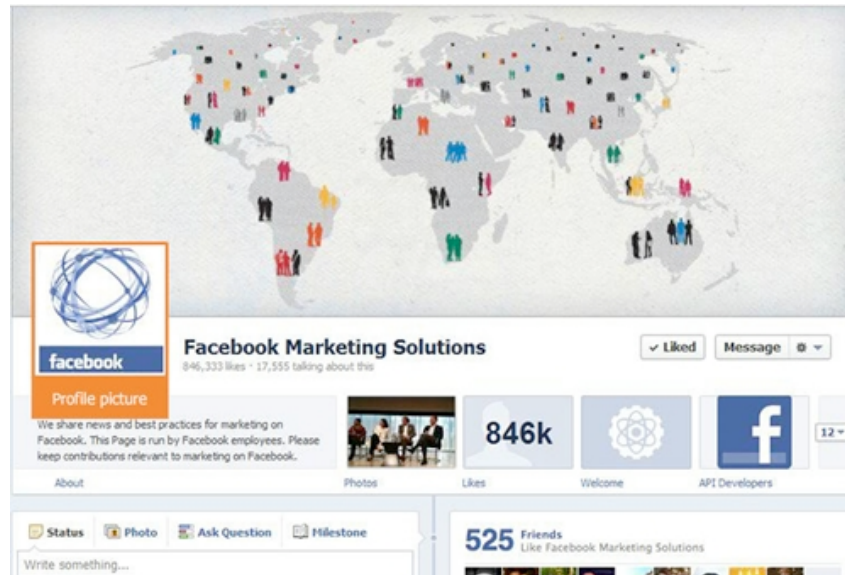 facebook
Profile picture
Facebook Marketing Solutions
846,333 likes · 17,555 talking about this
Liked
Message
We share news and best practices for marketing on
Facebook. This Page is run by Facebook employees. Please
keep contributions relevant to marketing on Facebook.
846k
12
About
Photos
Likes
Welcome
API Developers
Status
Photo
Ask Question
Milestone
Write something...
525 Friends
Like Facebook Marketing Solutions